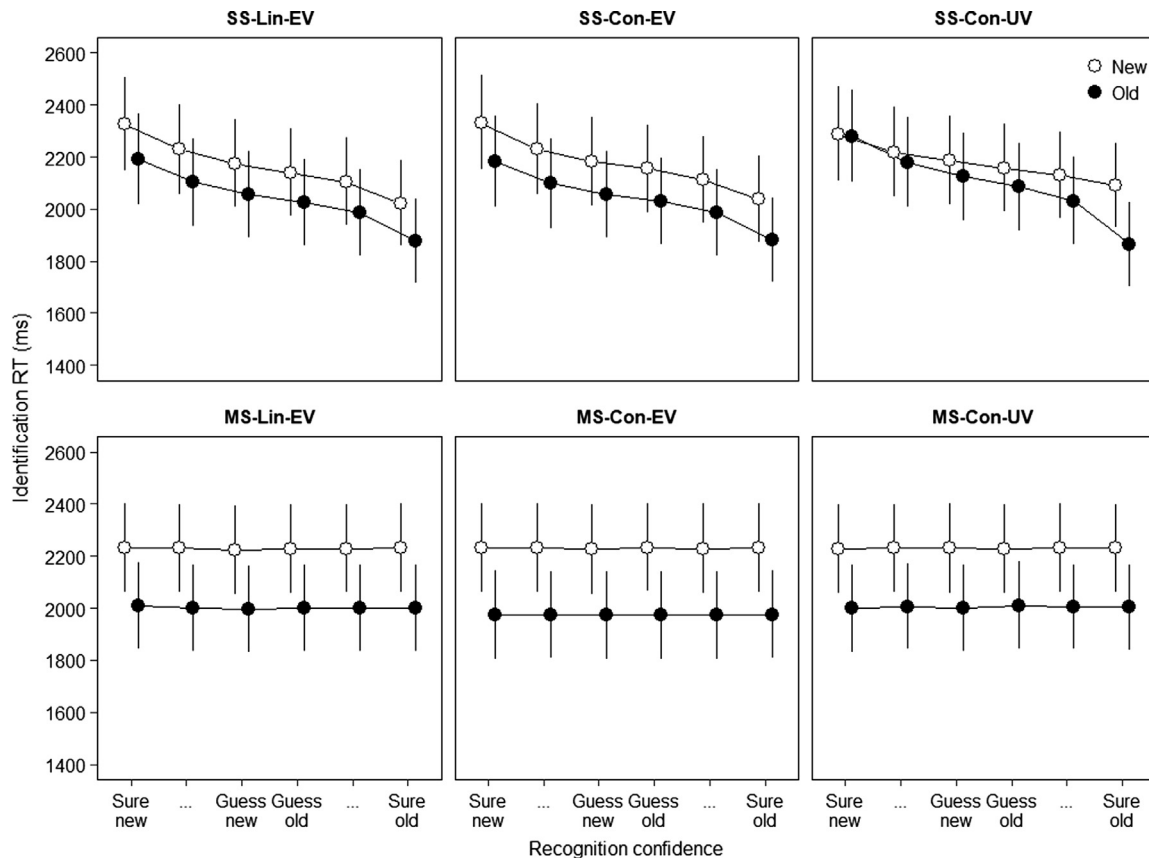 SS-Lin-EV
SS-Con-EV
SS-Con-UV
New
Old
2600
2400
2200
2000
1800
1600
1400
Identification RT (ms)
MS-Lin-EV
MS-Con-EV
MS-Con-UV
2600
2400
2200
2000
1800
1600
1400
Sure new
...
Guess new
Guess old
...
Sure old
Sure new
...
Guess new
Guess old
...
Sure old
Sure new
...
Guess new
Guess old
...
Sure old
Recognition confidence